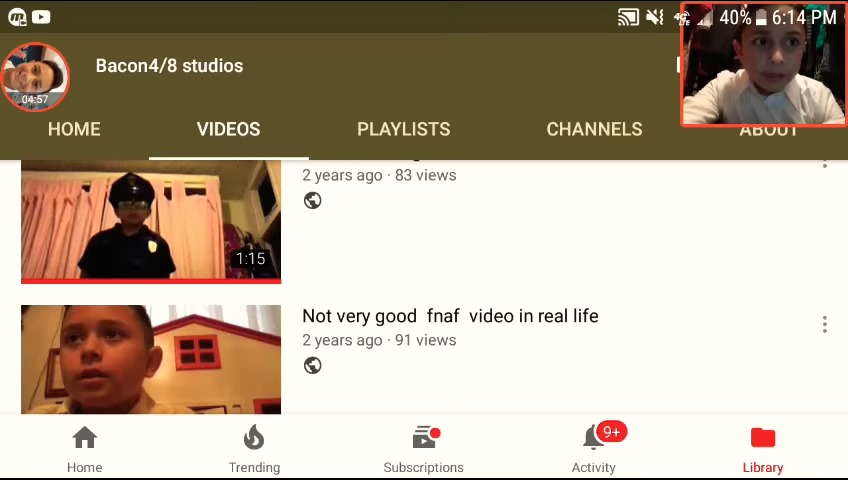 40% 6:14 PM
Bacon4/8 studios
04:57
HOME VIDEOS PLAYLISTS CHANNELS ABOUT
2 years ago · 83 views
1:15
Not very good fnaf video in real life
2 years ago · 91 views
9+
Home Trending Subscriptions Activity Library